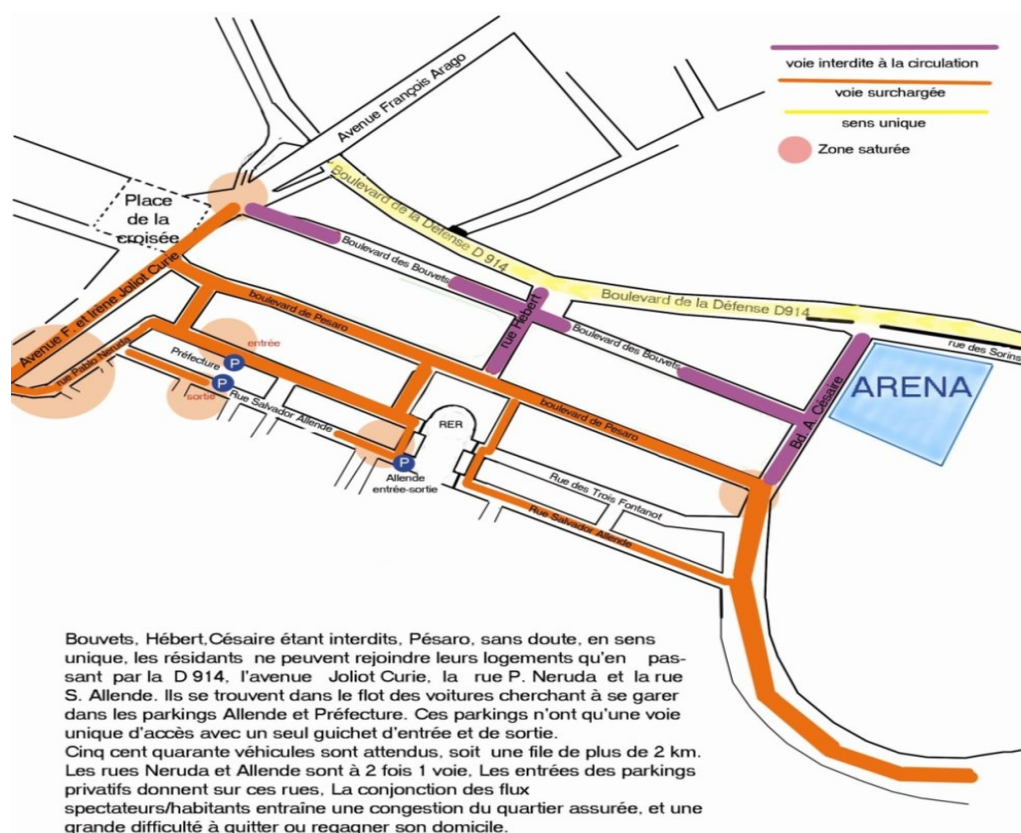 voie interdite à la circulation
voie surchargée
sens unique
Zone saturée
Avenue François Arago
Place
de la
croisée
Boulevard de la Défense D 914
Boulevard des Bouvets
Boulevard de la Défense D914
rue des Sorins
Avenue F. et Irène Joliot Curie
boulevard de Pesaro
rue Hébert
Boulevard des Bouvets
Bd. A. Césaire
ARENA
entrée
rue Pablo Neruda
Préfecture
P
P
sortie
Rue Salvador Allende
RER
boulevard de Pesaro
P
Allende
entrée-sortie
Rue des Trois Fontanot
Rue Salvador Allende
Bouvets, Hébert,Césaire étant interdits, Pésaro, sans doute, en sens
unique, les résidants ne peuvent rejoindre leurs logements qu'en pas-
sant par la D 914, l'avenue Joliot Curie, la rue P. Neruda et la rue
S. Allende. Ils se trouvent dans le flot des voitures cherchant à se garer
dans les parkings Allende et Préfecture. Ces parkings n'ont qu'une voie
unique d'accès avec un seul guichet d'entrée et de sortie.
Cinq cent quarante véhicules sont attendus, soit une file de plus de 2 km.
Les rues Neruda et Allende sont à 2 fois 1 voie, Les entrées des parkings
privatifs donnent sur ces rues, La conjonction des flux
spectateurs/habitants entraîne une congestion du quartier assurée, et une
grande difficulté à quitter ou regagner son domicile.